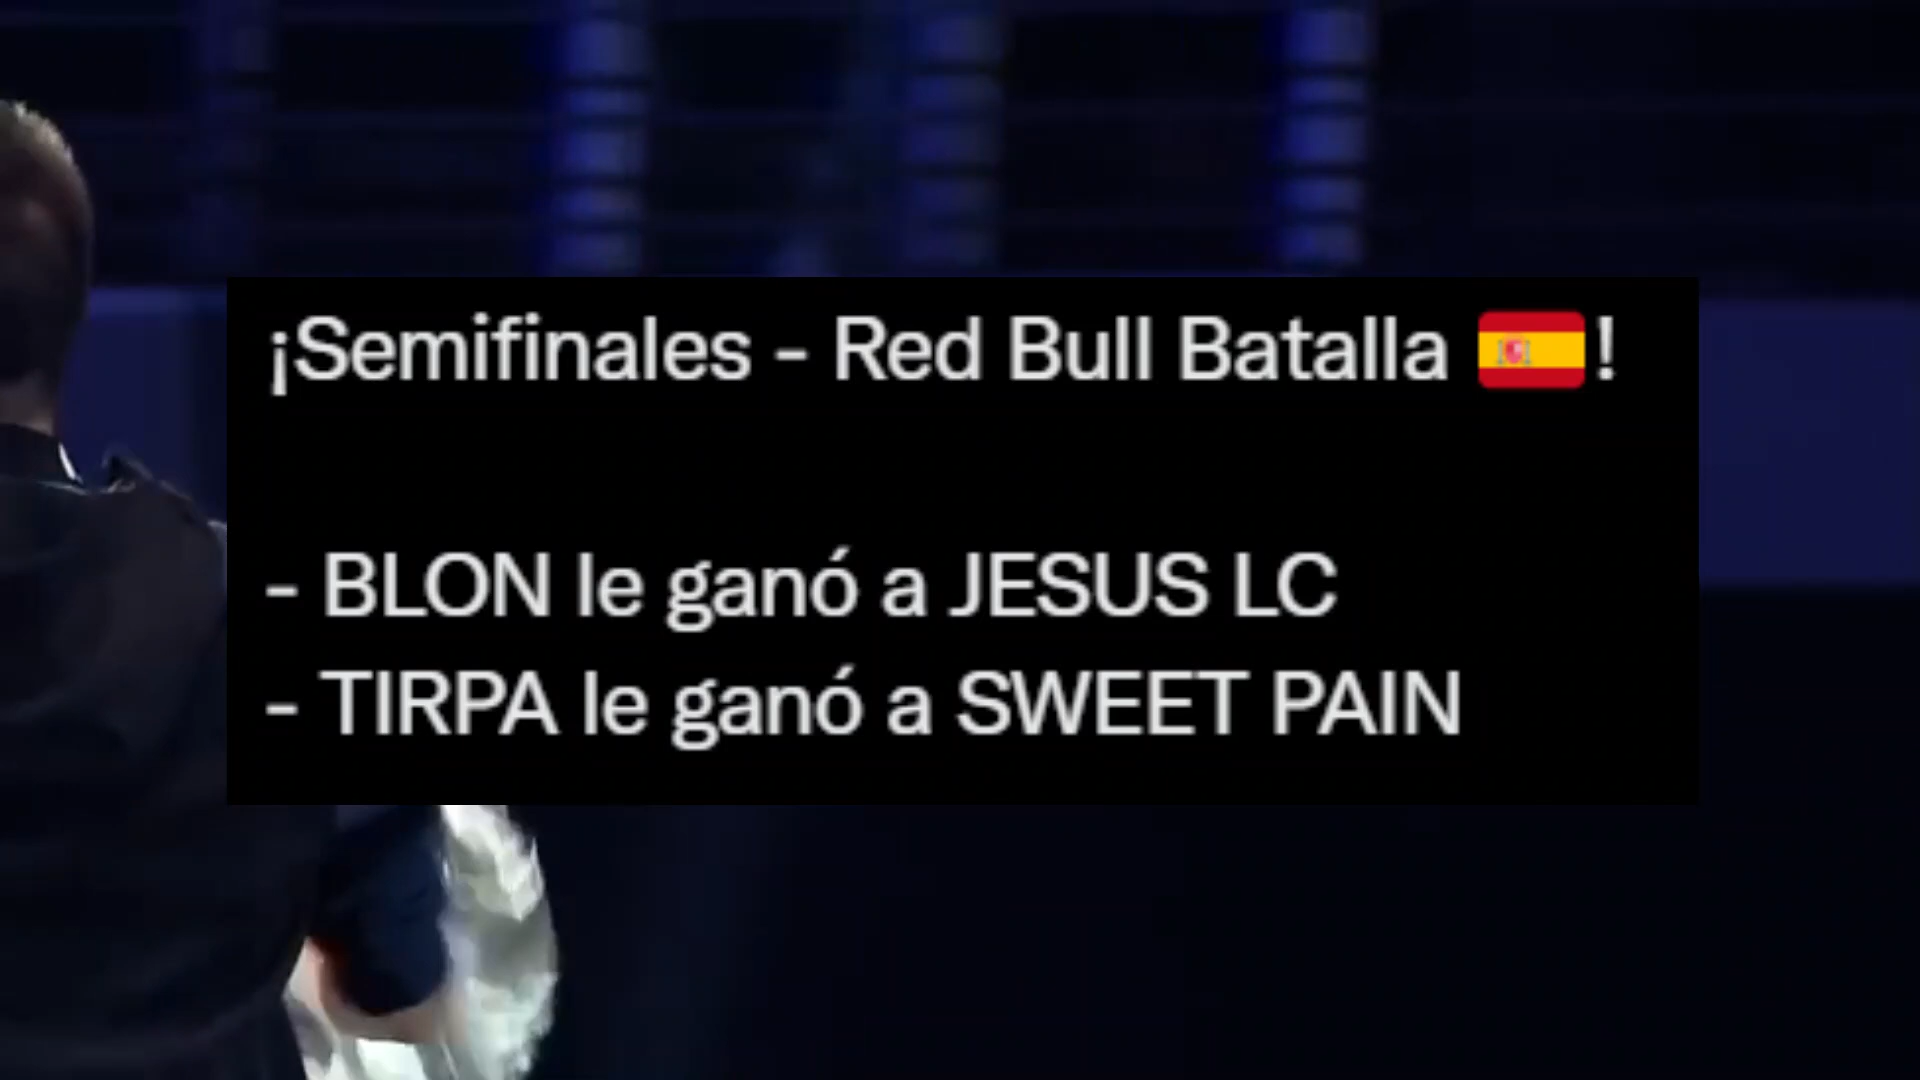 ¡Semifinales - Red Bull Batalla 🇪🇸!
- BLON le ganó a JESUS LC
- TIRPA le ganó a SWEET PAIN